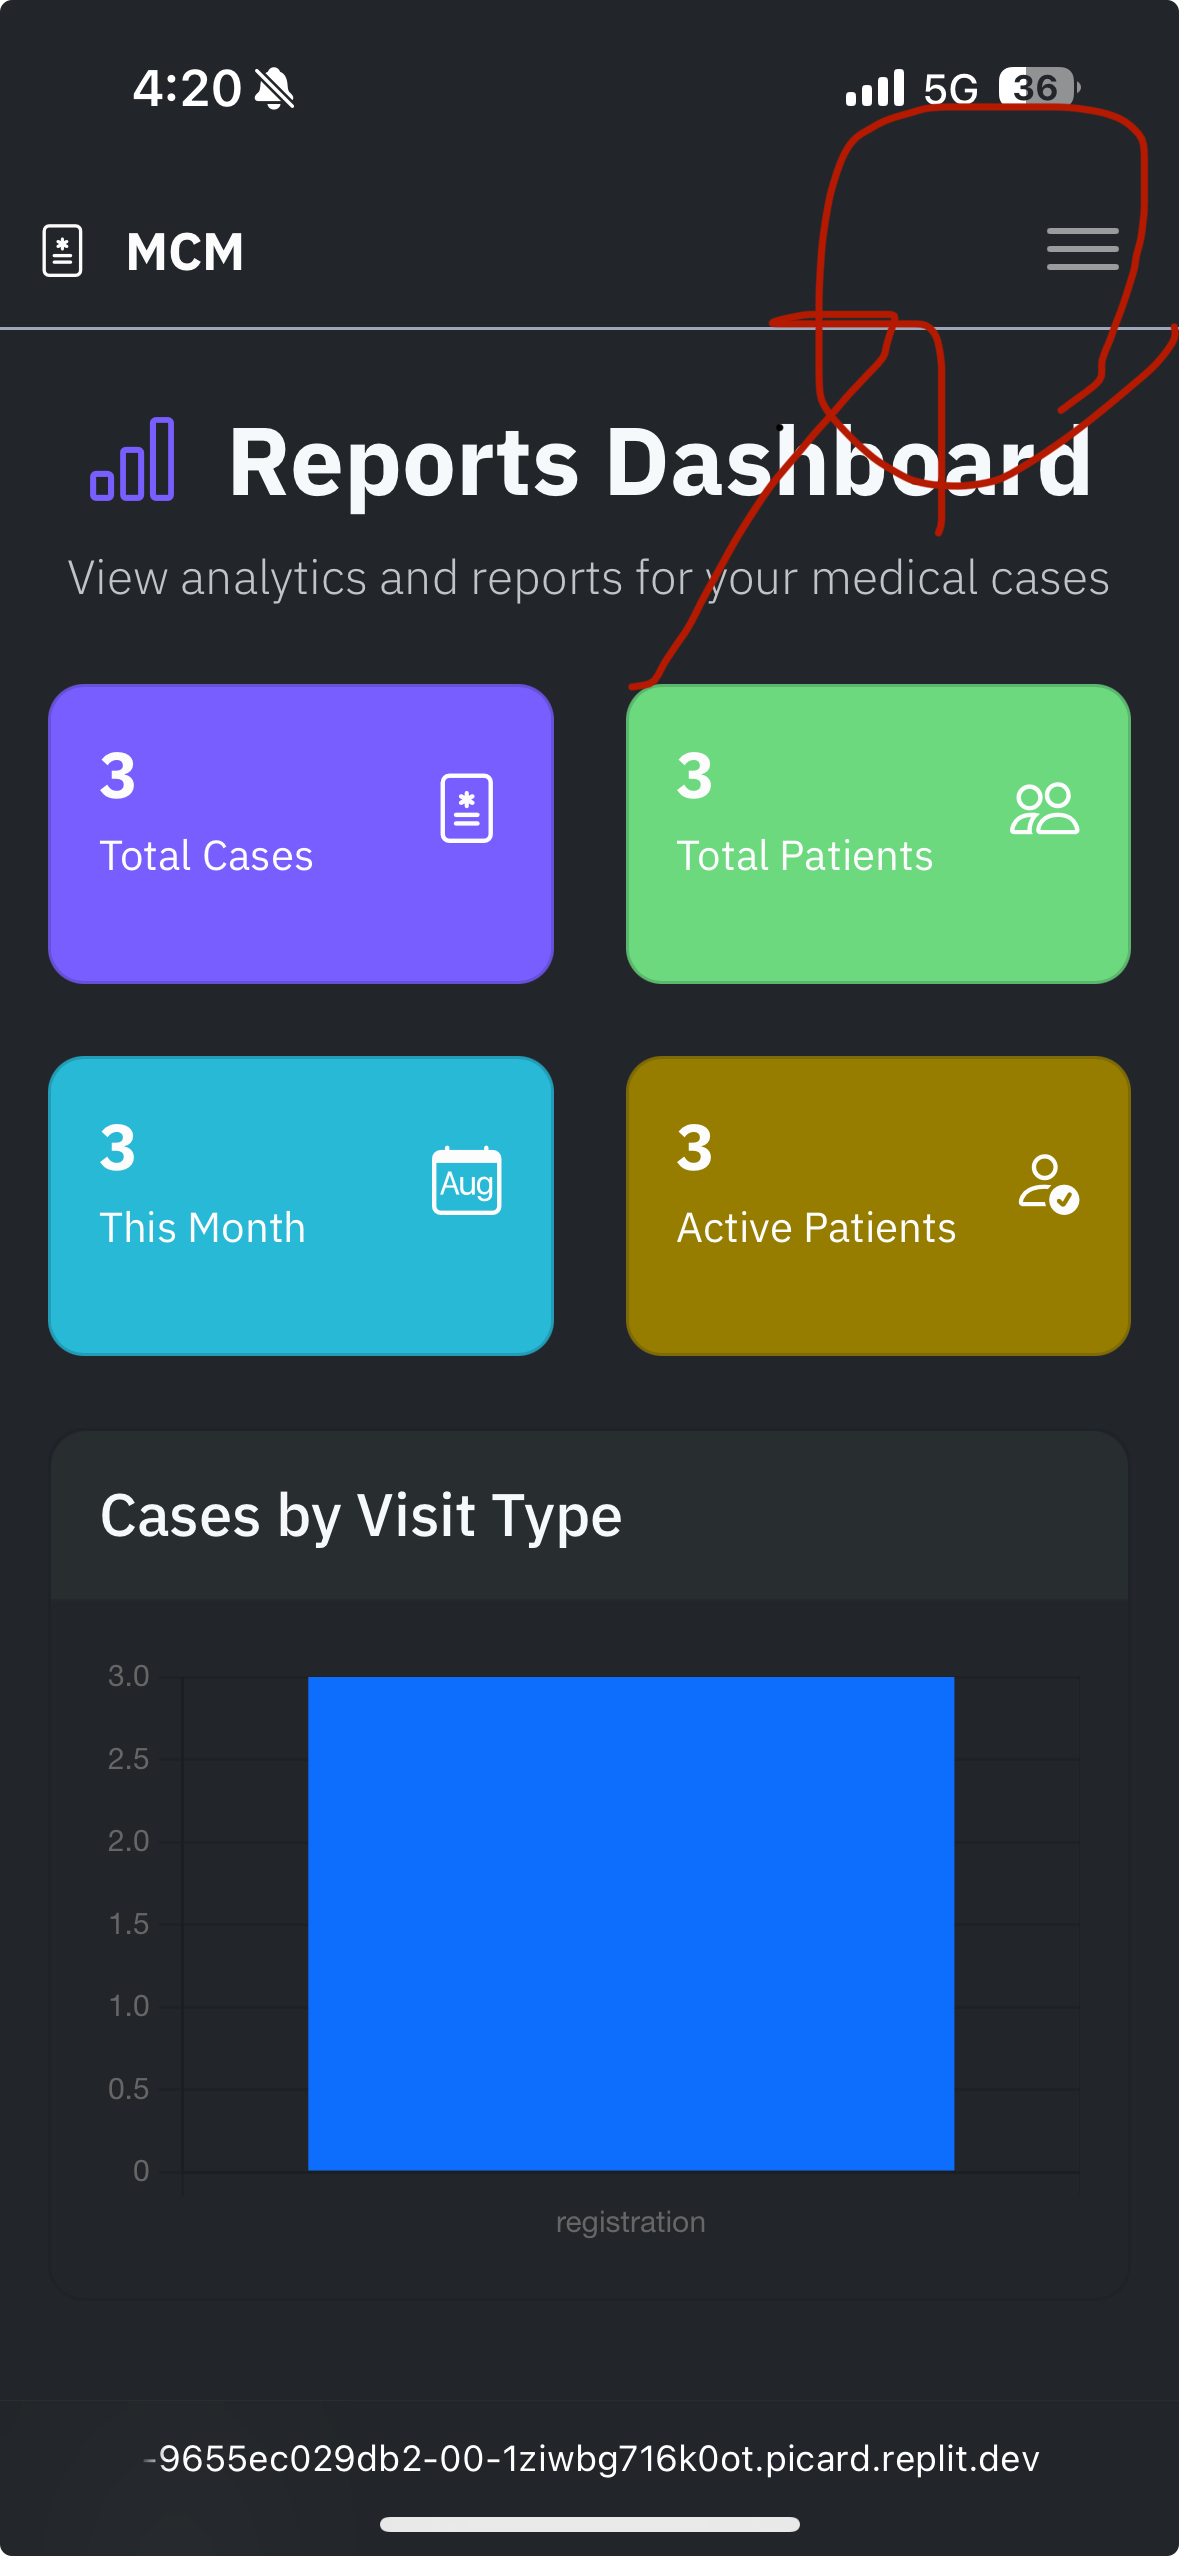 4:20 5G 36
MCM
Reports Dashboard
View analytics and reports for your medical cases
3
Total Cases
3
Total Patients
3
This Month
Aug
3
Active Patients
Cases by Visit Type
3.0
2.5
2.0
1.5
1.0
0.5
0
registration
-9655ec029db2-00-1ziwbg716k0ot.picard.replit.dev